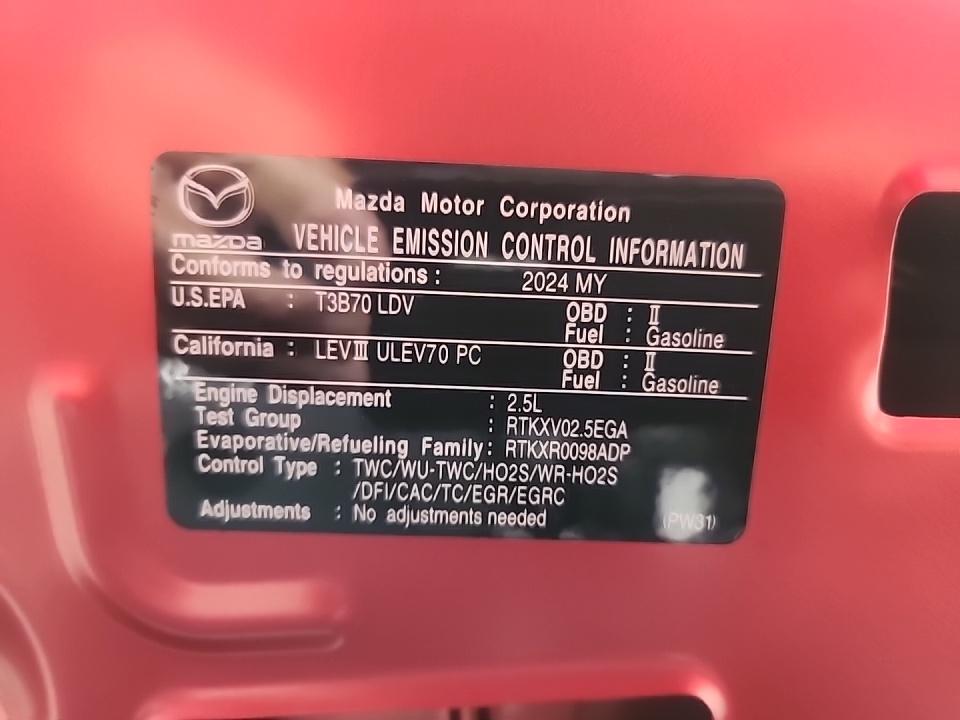 Mazda Motor Corporation
mazda VEHICLE EMISSION CONTROL INFORMATION
Conforms to regulations : 2024 MY
U.S.EPA : T3B70 LDV OBD : II
Fuel : Gasoline
California : LEVIII ULEV70 PC OBD : II
Fuel : Gasoline
Engine Displacement : 2.5L
Test Group : RTKXV02.5EGA
Evaporative/Refueling Family : RTKXR0098ADP
Control Type : TWC/WU-TWC/HO2S/WR-HO2S
/DFI/CAC/TC/EGR/EGRC
Adjustments : No adjustments needed
(PW31)